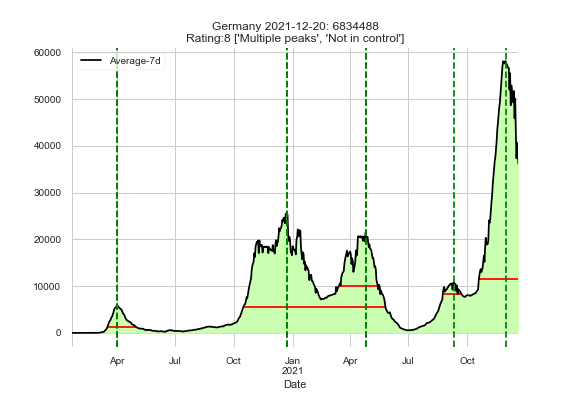 Germany 2021-12-20: 6834488
Rating:8 ['Multiple peaks', 'Not in control']
Average-7d
60000
50000
40000
30000
20000
10000
0
Apr Jul Oct Jan Apr Jul Oct
2021
Date